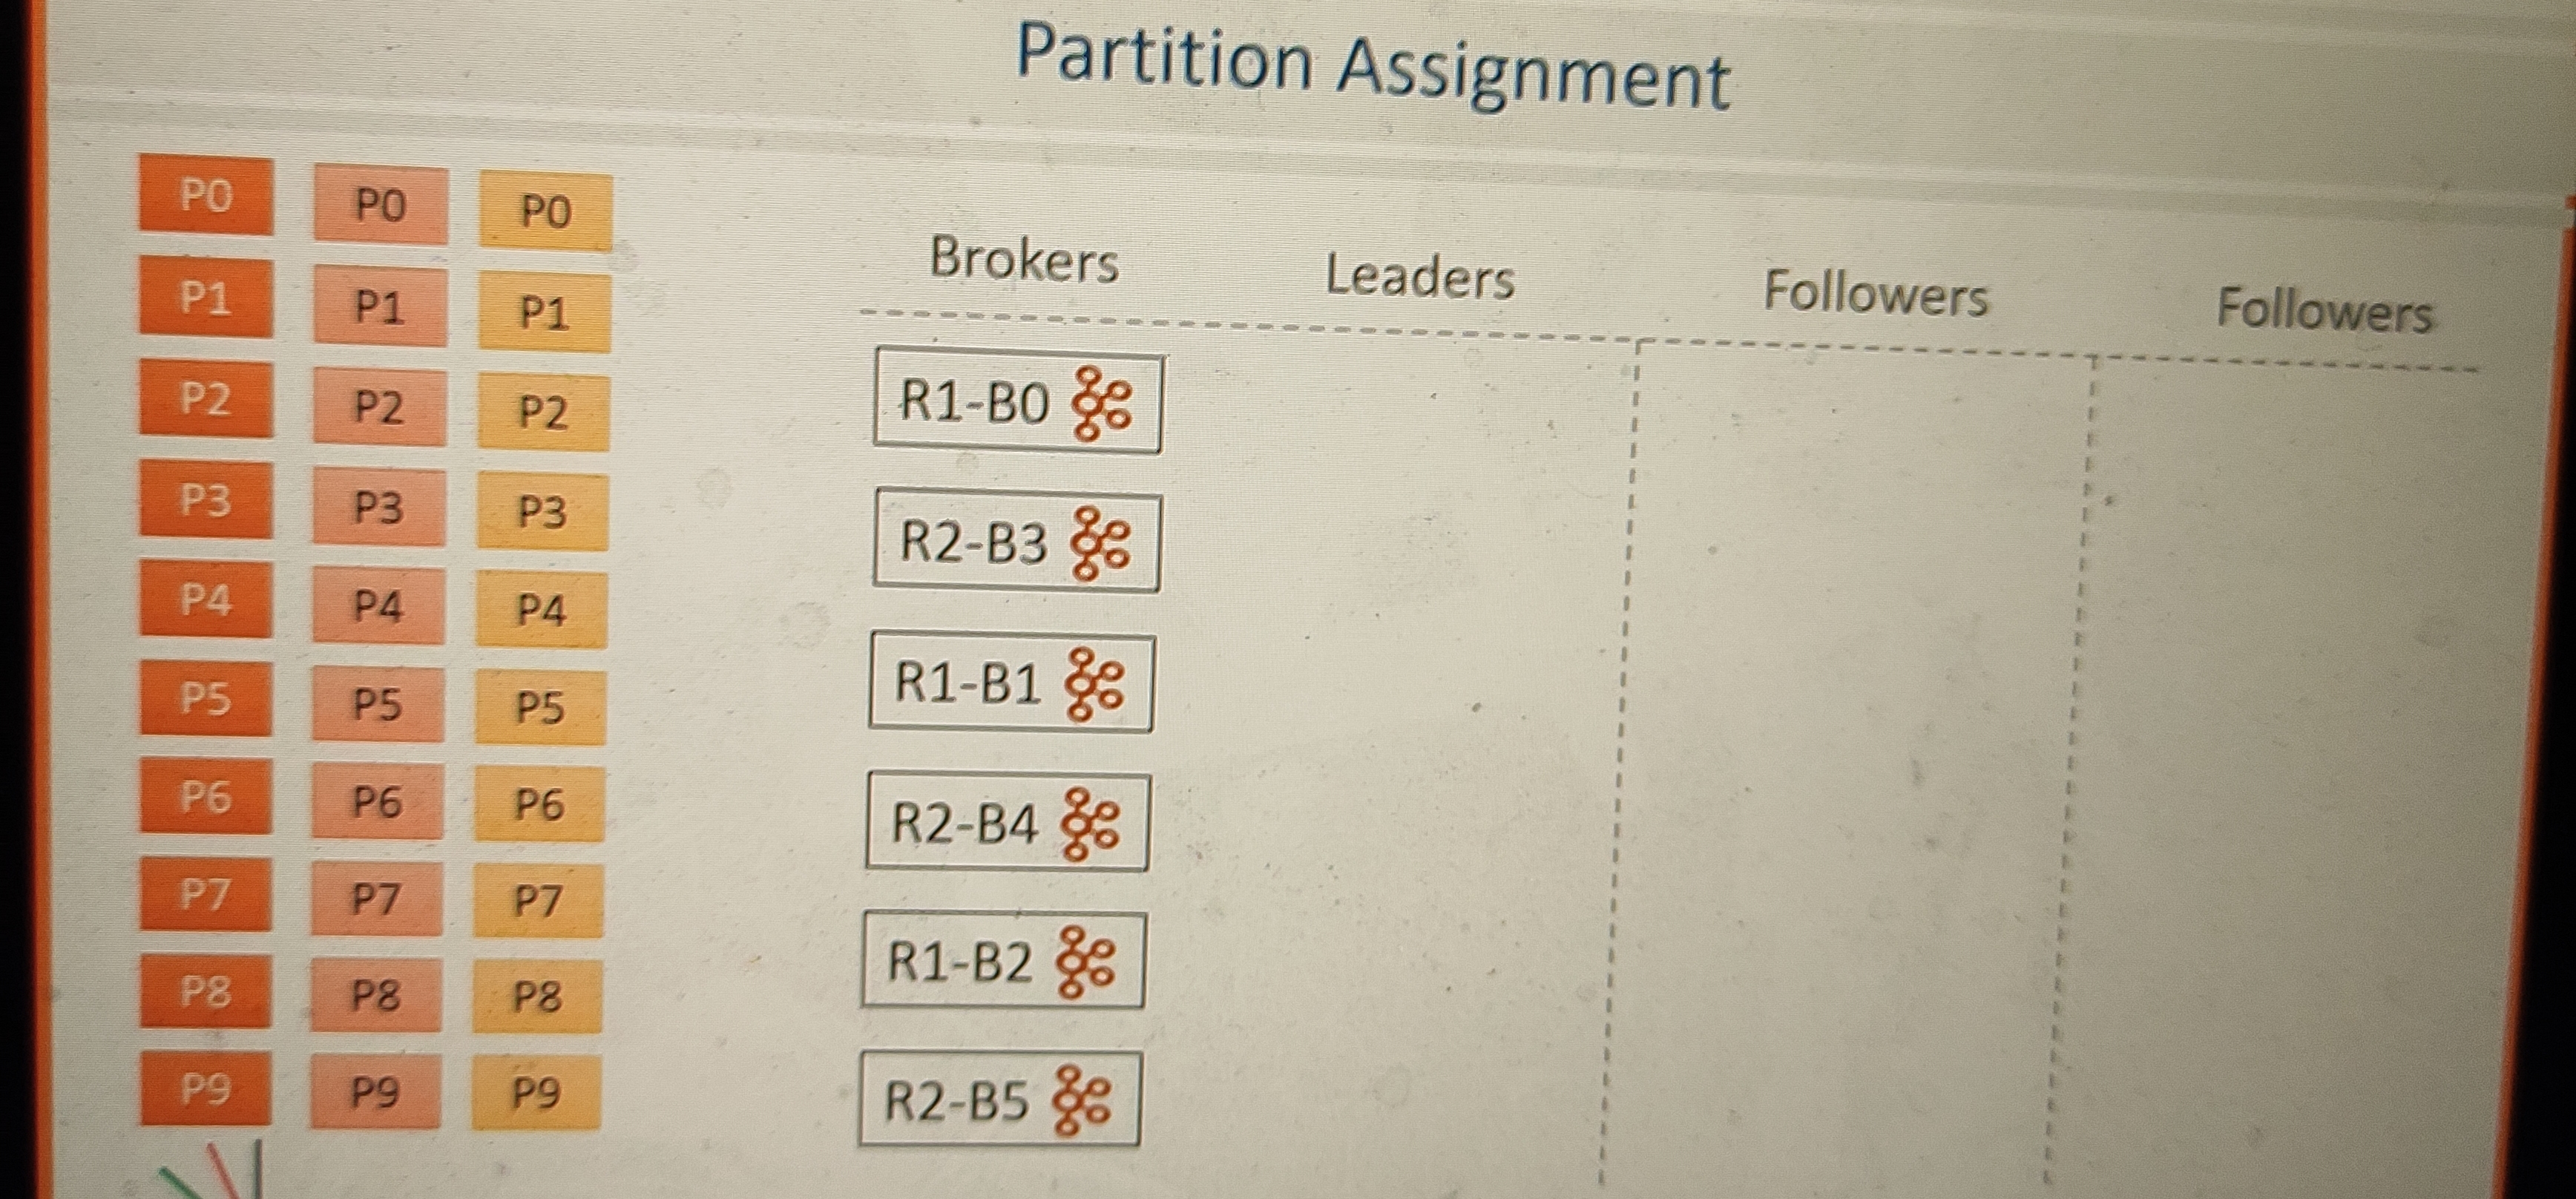 Partition Assignment
P0 P0 P0
P1 P1 P1
P2 P2 P2
P3 P3 P3
P4 P4 P4
P5 P5 P5
P6 P6 P6
P7 P7 P7
P8 P8 P8
P9 P9 P9
Brokers Leaders Followers Followers
R1-B0
R2-B3
R1-B1
R2-B4
R1-B2
R2-B5